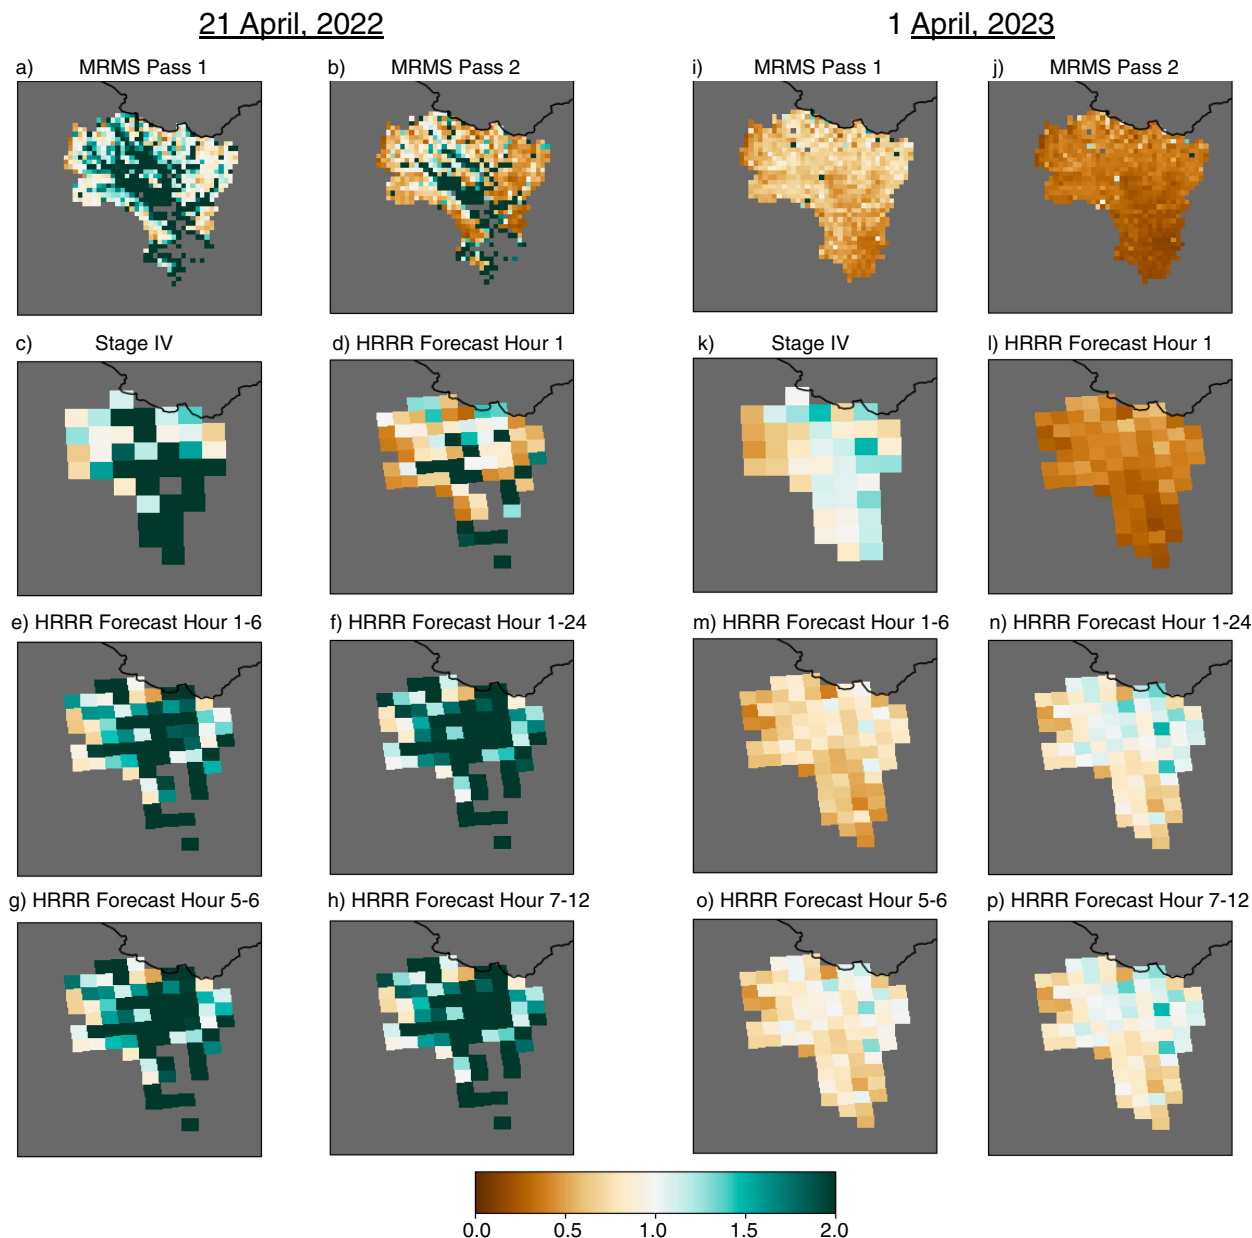 21 April, 2022
1 April, 2023
a) MRMS Pass 1
b) MRMS Pass 2
i) MRMS Pass 1
j) MRMS Pass 2
c) Stage IV
d) HRRR Forecast Hour 1
k) Stage IV
l) HRRR Forecast Hour 1
e) HRRR Forecast Hour 1-6
f) HRRR Forecast Hour 1-24
m) HRRR Forecast Hour 1-6
n) HRRR Forecast Hour 1-24
g) HRRR Forecast Hour 5-6
h) HRRR Forecast Hour 7-12
o) HRRR Forecast Hour 5-6
p) HRRR Forecast Hour 7-12
0.0 0.5 1.0 1.5 2.0